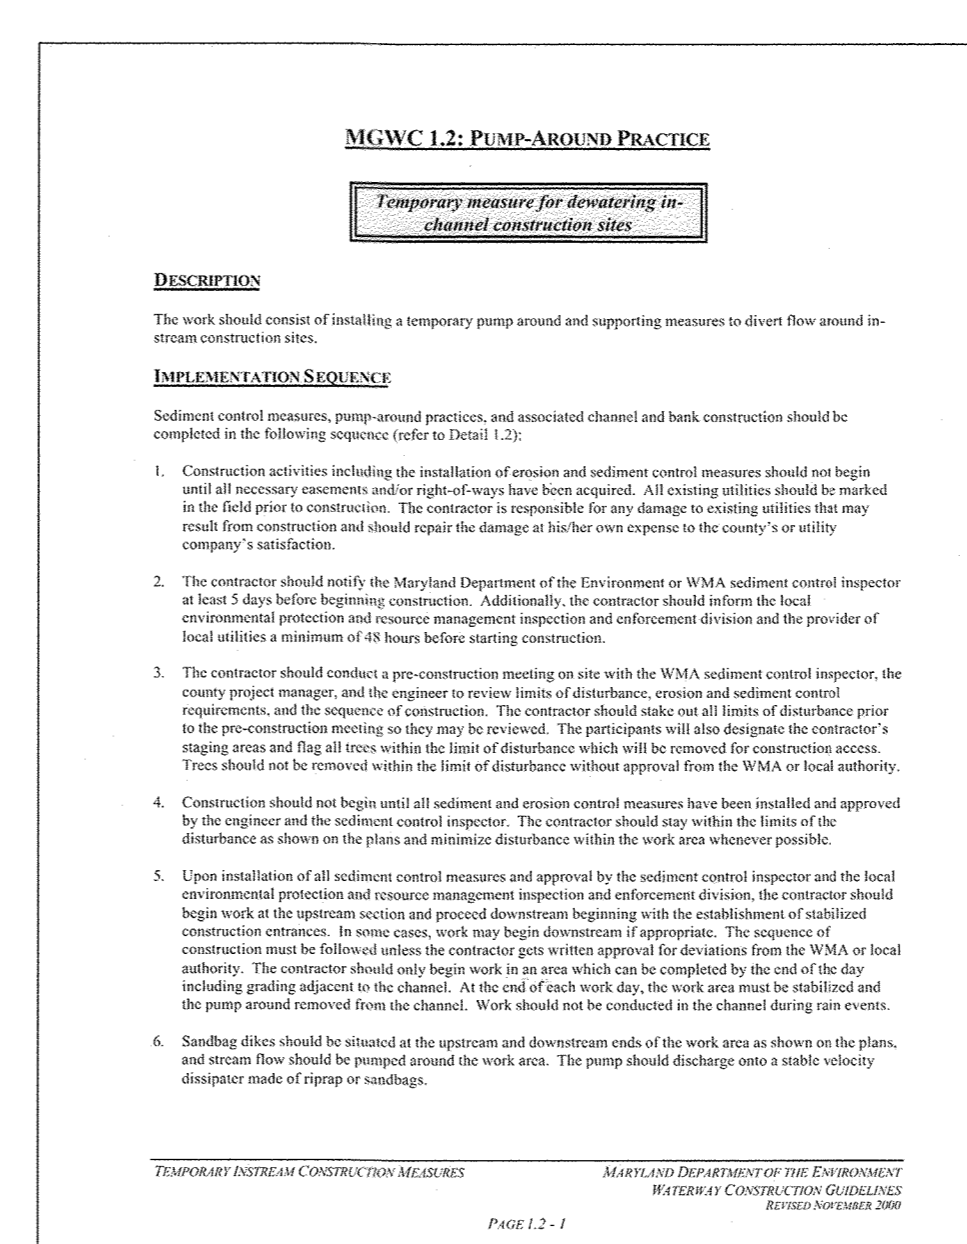 MGWC 1.2: PUMP-AROUND PRACTICE
Temporary measure for dewatering in-
channel construction sites
DESCRIPTION
The work should consist of installing a temporary pump around and supporting measures to divert flow around in-
stream construction sites.
IMPLEMENTATION SEQUENCE
Sediment control measures, pump-around practices, and associated channel and bank construction should be
completed in the following sequence (refer to Detail 1.2):
1. Construction activities including the installation of erosion and sediment control measures should not begin
until all necessary easements and/or right-of-ways have been acquired. All existing utilities should be marked
in the field prior to construction. The contractor is responsible for any damage to existing utilities that may
result from construction and should repair the damage at his/her own expense to the county's or utility
company's satisfaction.
2. The contractor should notify the Maryland Department of the Environment or WMA sediment control inspector
at least 5 days before beginning construction. Additionally, the contractor should inform the local
environmental protection and resource management inspection and enforcement division and the provider of
local utilities a minimum of 48 hours before starting construction.
3. The contractor should conduct a pre-construction meeting on site with the WMA sediment control inspector, the
county project manager, and the engineer to review limits of disturbance, erosion and sediment control
requirements, and the sequence of construction. The contractor should stake out all limits of disturbance prior
to the pre-construction meeting so they may be reviewed. The participants will also designate the contractor's
staging areas and flag all trees within the limit of disturbance which will be removed for construction access.
Trees should not be removed within the limit of disturbance without approval from the WMA or local authority.
4. Construction should not begin until all sediment and erosion control measures have been installed and approved
by the engineer and the sediment control inspector. The contractor should stay within the limits of the
disturbance as shown on the plans and minimize disturbance within the work area whenever possible.
5. Upon installation of all sediment control measures and approval by the sediment control inspector and the local
environmental protection and resource management inspection and enforcement division, the contractor should
begin work at the upstream section and proceed downstream beginning with the establishment of stabilized
construction entrances. In some cases, work may begin downstream if appropriate. The sequence of
construction must be followed unless the contractor gets written approval for deviations from the WMA or local
authority. The contractor should only begin work in an area which can be completed by the end of the day
including grading adjacent to the channel. At the end of each work day, the work area must be stabilized and
the pump around removed from the channel. Work should not be conducted in the channel during rain events.
6. Sandbag dikes should be situated at the upstream and downstream ends of the work area as shown on the plans,
and stream flow should be pumped around the work area. The pump should discharge onto a stable velocity
dissipater made of riprap or sandbags.
TEMPORARY INSTREAM CONSTRUCTION MEASURES
MARYLAND DEPARTMENT OF THE ENVIRONMENT
WATERWAY CONSTRUCTION GUIDELINES
REVISED NOVEMBER 2000
PAGE 1.2 - 1